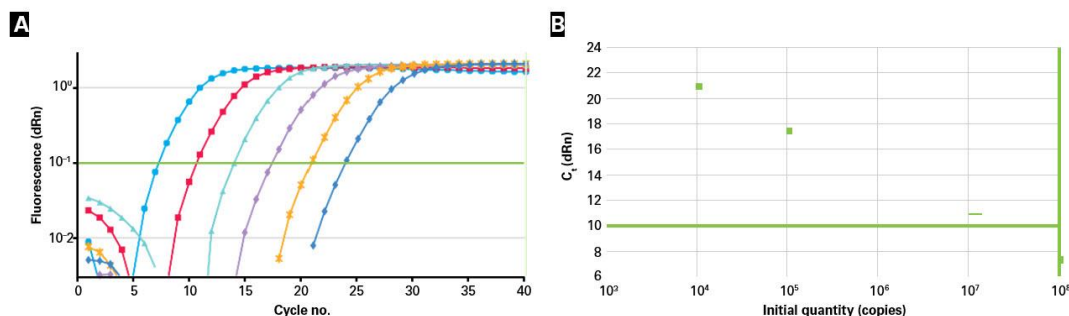 A
Fluorescence (dRn)
10⁰
10⁻¹
10⁻²
0 5 10 15 20 25 30 35 40
Cycle no.
B
Cₜ (dRn)
24
22
20
18
16
14
12
10
8
6
10³ 10⁴ 10⁵ 10⁶ 10⁷ 10⁸
Initial quantity (copies)